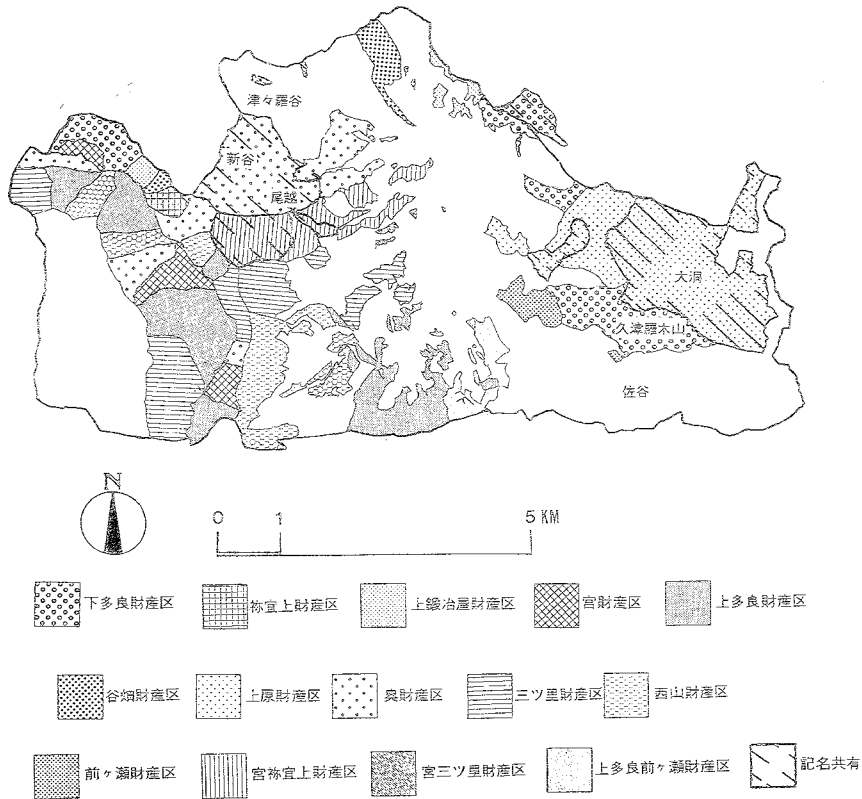 津々羅谷
新谷
尾越
大洞
久津羅木山
佐谷
N
0 1 5 KM
下多良財産区 祢宜上財産区 上鍛冶屋財産区 宮財産区 上多良財産区
谷畑財産区 上原財産区 奥財産区 三ツ里財産区 西山財産区
前ヶ瀬財産区 宮祢宜上財産区 宮三ツ里財産区 上多良前ヶ瀬財産区 記名共有